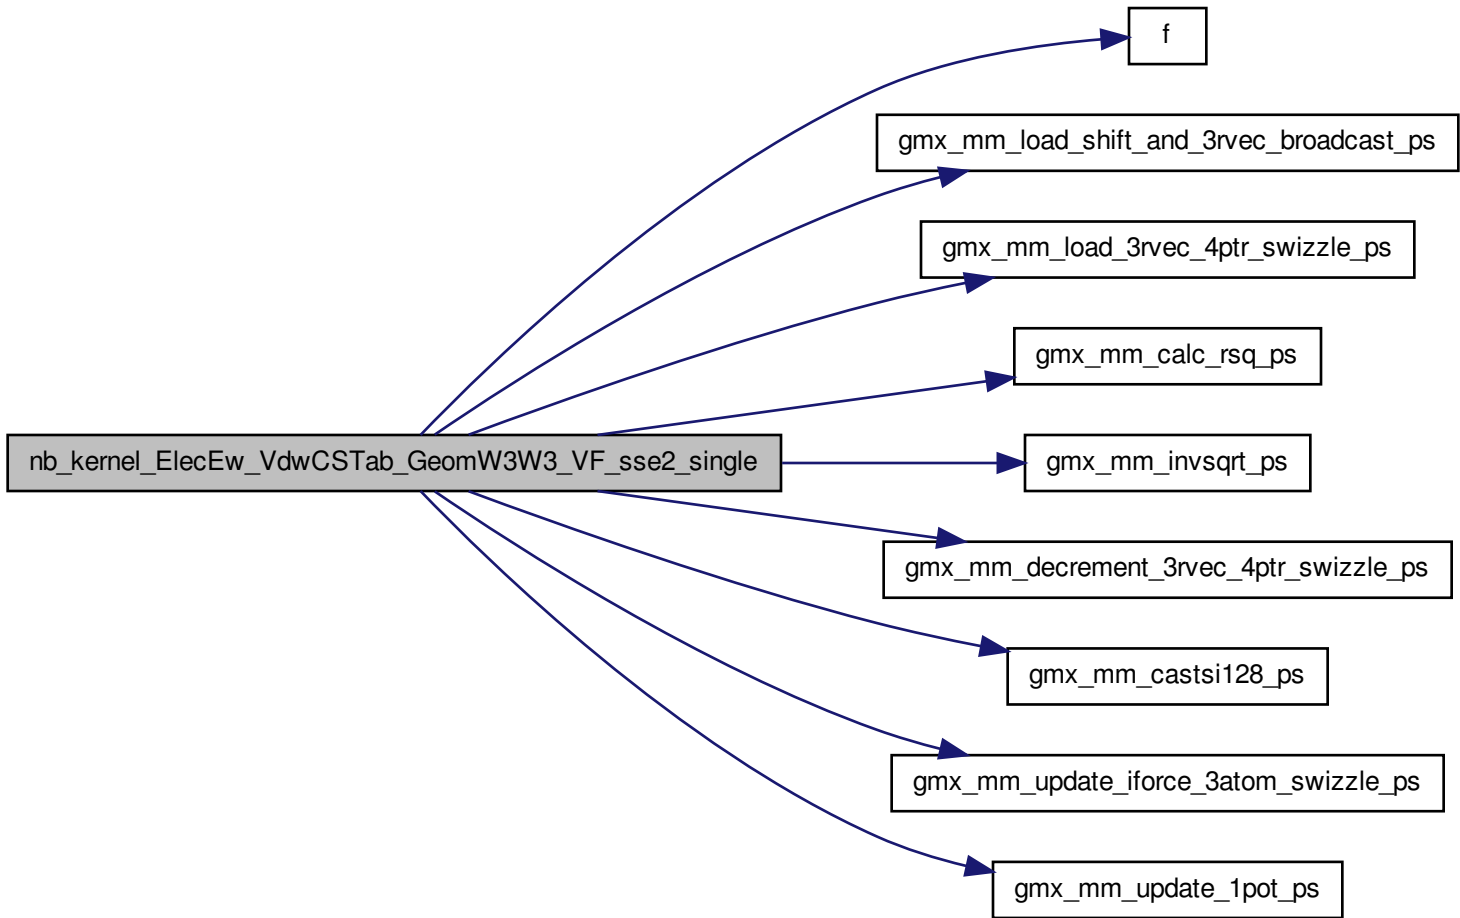 f
gmx_mm_load_shift_and_3rvec_broadcast_ps
gmx_mm_load_3rvec_4ptr_swizzle_ps
gmx_mm_calc_rsq_ps
nb_kernel_ElecEw_VdwCSTab_GeomW3W3_VF_sse2_single
gmx_mm_invsqrt_ps
gmx_mm_decrement_3rvec_4ptr_swizzle_ps
gmx_mm_castsi128_ps
gmx_mm_update_iforce_3atom_swizzle_ps
gmx_mm_update_1pot_ps